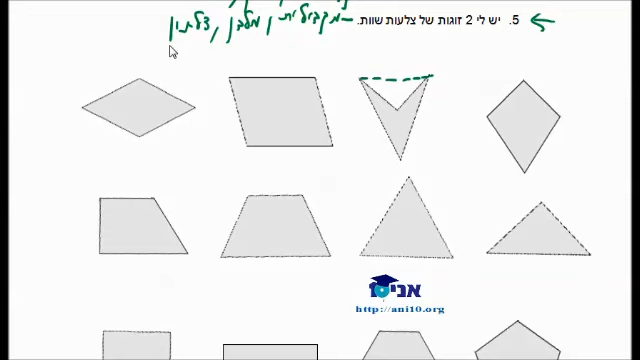 5. יש לי 2 זוגות של צלעות שוות. – מקבילית, מלבן, דלתון
אני10
http://ani10.org